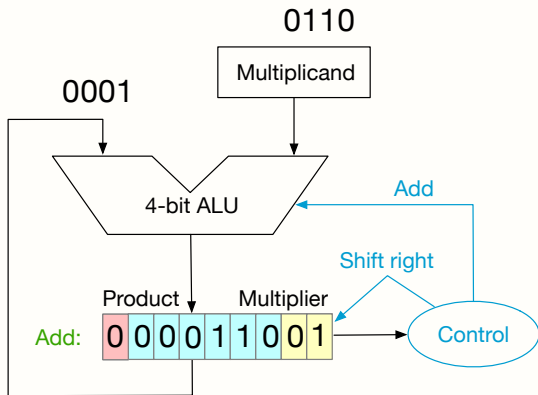 0110
Multiplicand
0001
4-bit ALU
Add
Shift right
Product Multiplier
Add: 0 0 0 0 1 1 0 0 1
Control